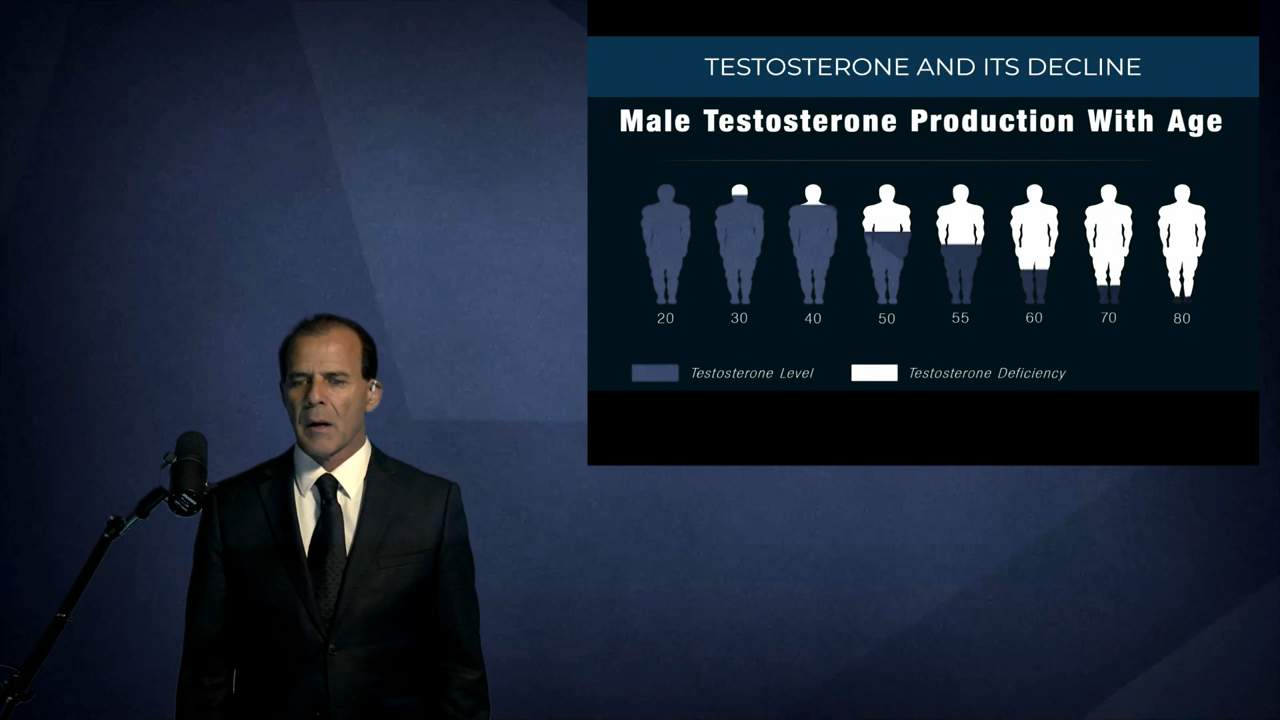 TESTOSTERONE AND ITS DECLINE
Male Testosterone Production With Age
20 30 40 50 55 60 70 80
Testosterone Level Testosterone Deficiency